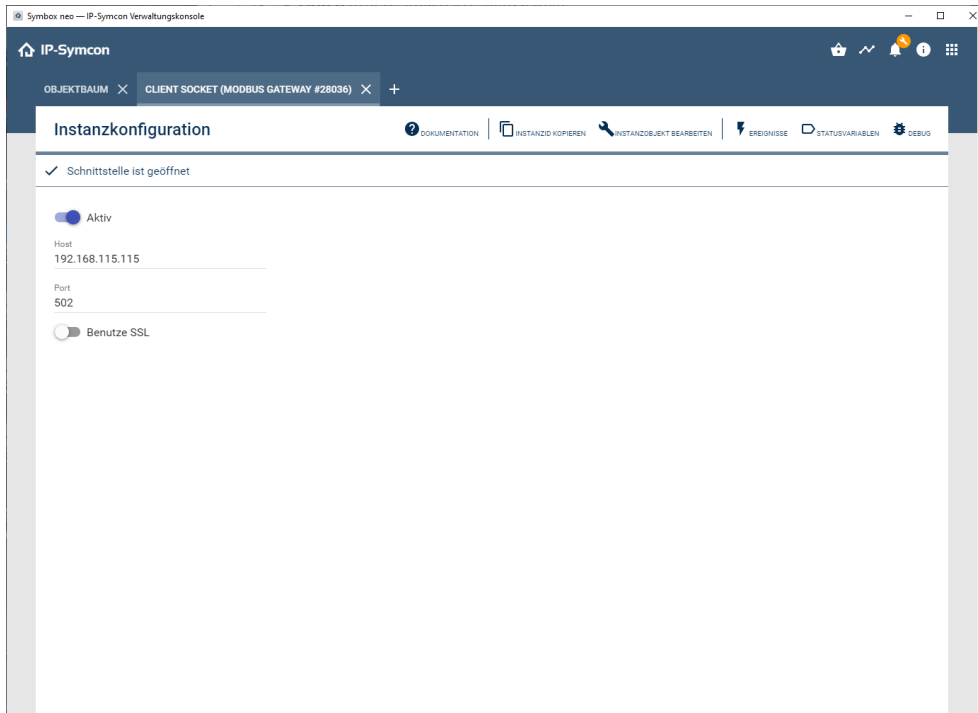 Symbox neo — IP-Symcon Verwaltungskonsole
IP-Symcon
OBJEKTBAUM CLIENT SOCKET (MODBUS GATEWAY #28036)
Instanzkonfiguration DOKUMENTATION INSTANZID KOPIEREN INSTANZOBJEKT BEARBEITEN EREIGNISSE STATUSVARIABLEN DEBUG
Schnittstelle ist geöffnet
Aktiv
Host
192.168.115.115
Port
502
Benutze SSL